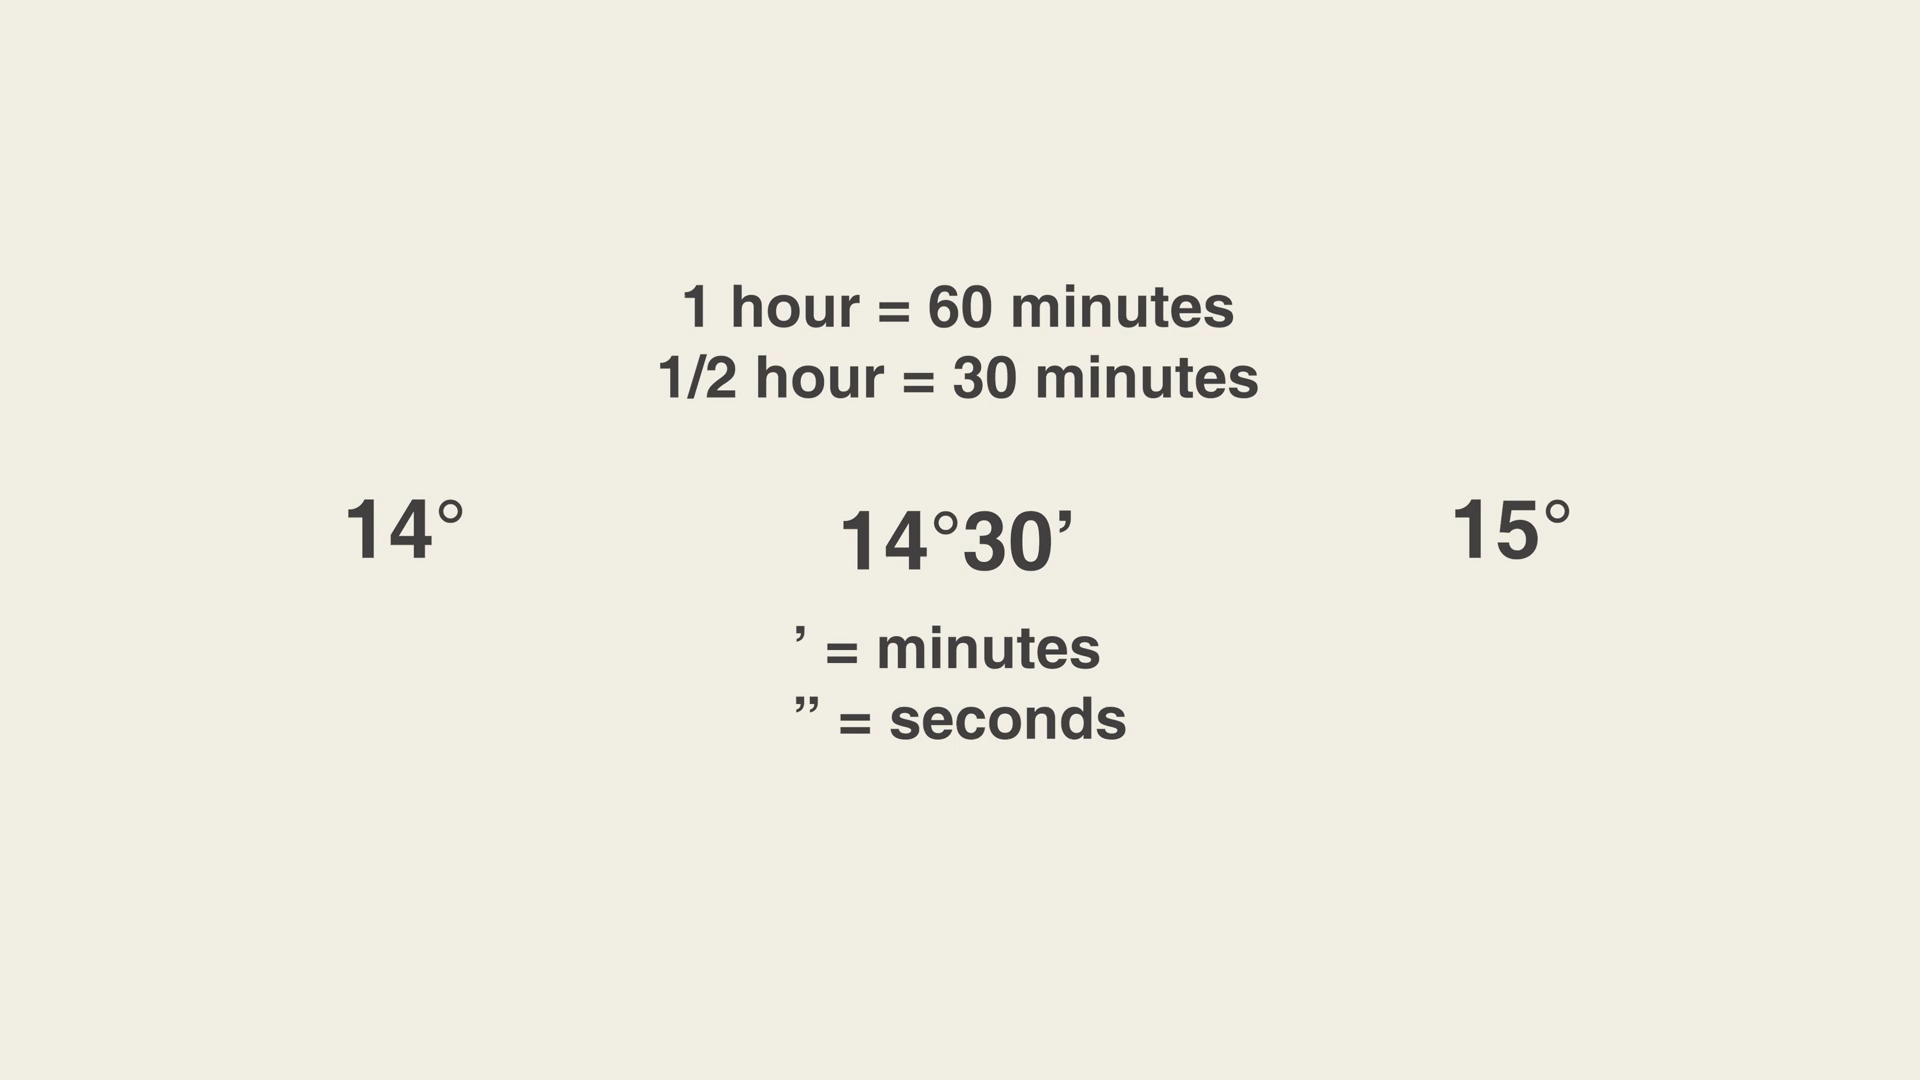 1 hour = 60 minutes
1/2 hour = 30 minutes
14° 14°30’ 15°
’ = minutes
” = seconds